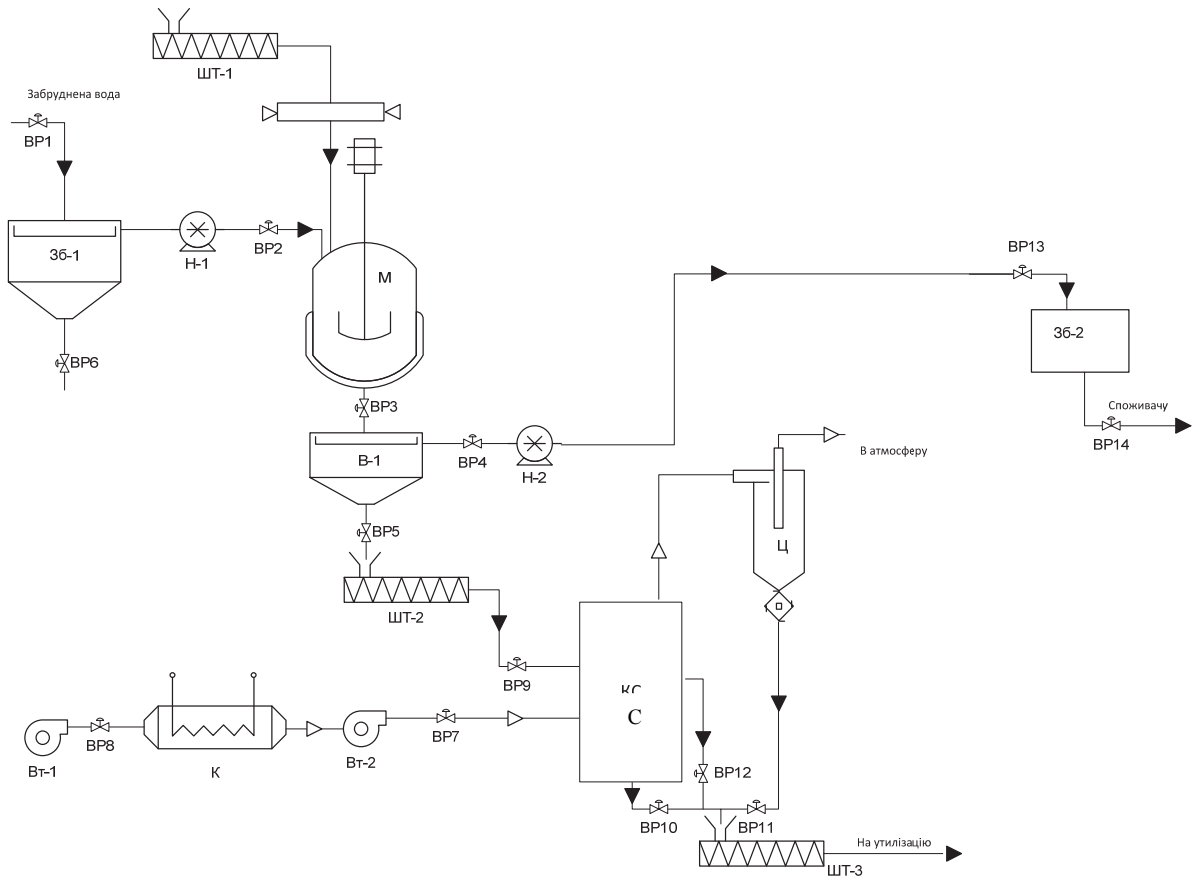 ШТ-1
Забруднена вода
ВР1
Зб-1
Н-1
ВР2
М
ВР13
Зб-2
ВР6
ВР3
Споживачу
ВР14
В-1
ВР4
Н-2
В атмосферу
ВР5
Ц
ШТ-2
ВР9
КС
С
ВР8
ВР7
Вт-1
К
Вт-2
ВР12
ВР10
ВР11
На утилізацію
ШТ-3